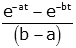 e⁻ᵃᵗ − e⁻ᵇᵗ
(b − a)